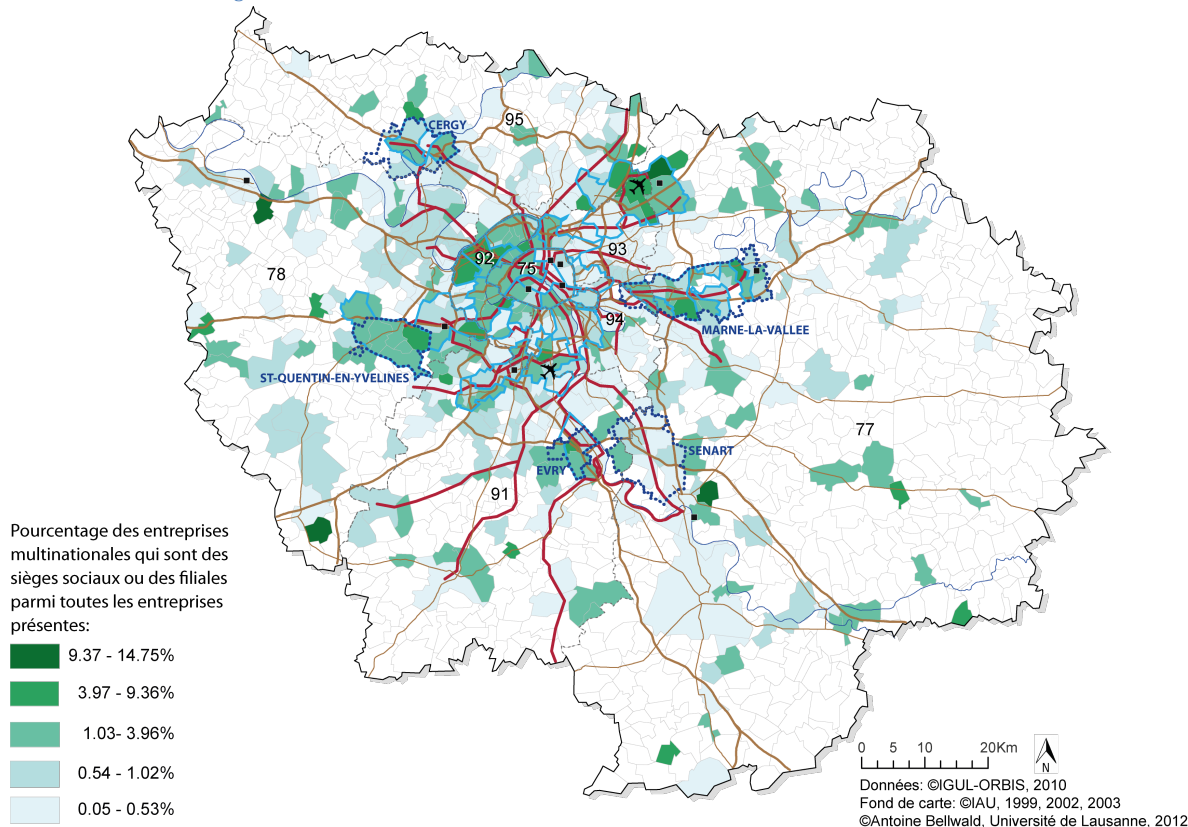 CERGY
95
93
92
75
78
94
MARNE-LA-VALLEE
ST-QUENTIN-EN-YVELINES
77
SENART
EVRY
91
Pourcentage des entreprises
multinationales qui sont des
sièges sociaux ou des filiales
parmi toutes les entreprises
présentes:
9.37 - 14.75%
3.97 - 9.36%
1.03- 3.96%
0.54 - 1.02%
0.05 - 0.53%
0 5 10 20Km
N
Données: ©IGUL-ORBIS, 2010
Fond de carte: ©IAU, 1999, 2002, 2003
©Antoine Bellwald, Université de Lausanne, 2012